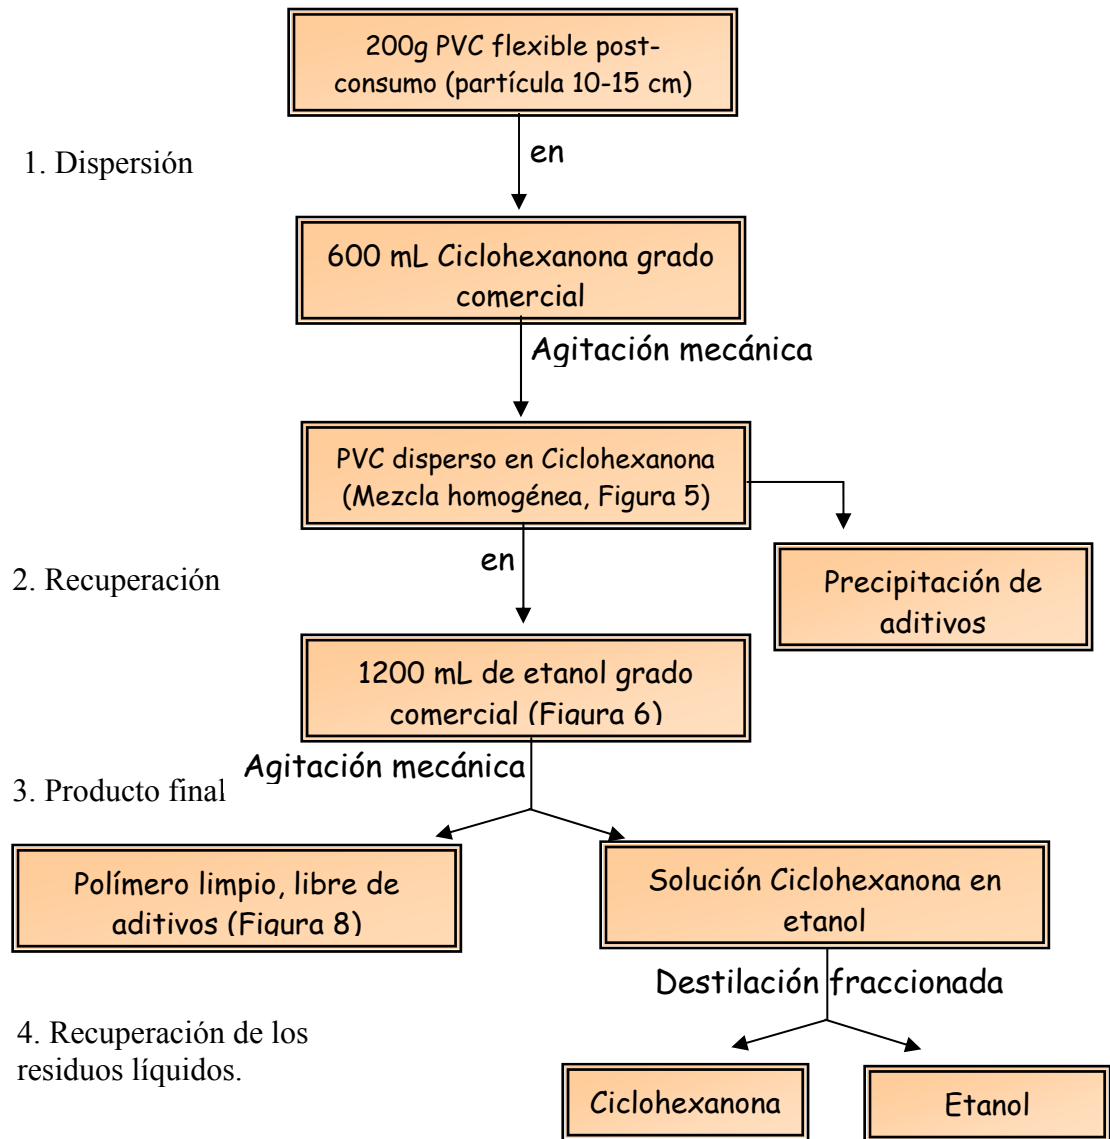 200g PVC flexible post-
consumo (partícula 10-15 cm)
1. Dispersión
en
600 mL Ciclohexanona grado
comercial
Agitación mecánica
PVC disperso en Ciclohexanona
(Mezcla homogénea, Figura 5)
2. Recuperación
en
Precipitación de
aditivos
1200 mL de etanol grado
comercial (Figura 6)
Agitación mecánica
3. Producto final
Polímero limpio, libre de
aditivos (Figura 8)
Solución Ciclohexanona en
etanol
Destilación fraccionada
4. Recuperación de los
residuos líquidos.
Ciclohexanona
Etanol